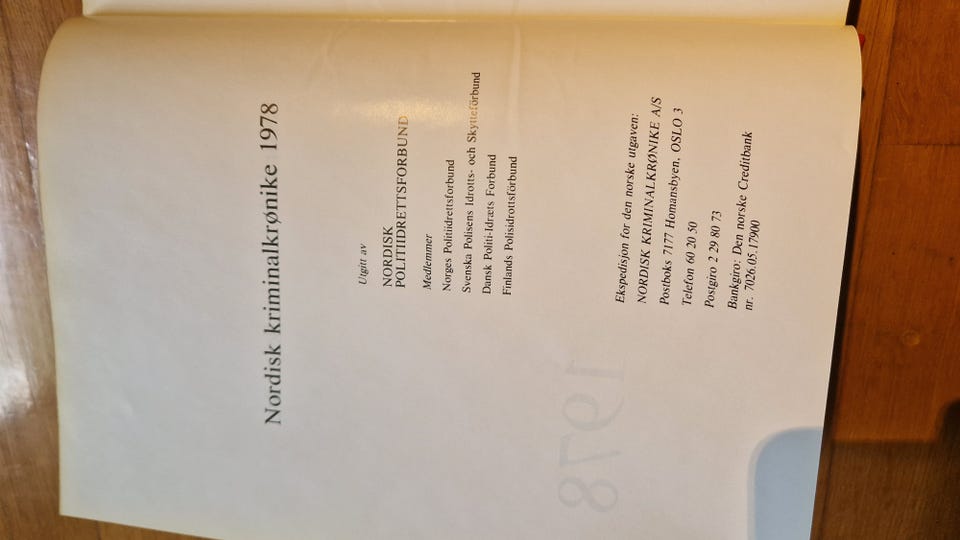 Nordisk kriminalkrønike 1978
Utgitt av
NORDISK
POLITIIDRETTSFORBUND
Medlemmer
Norges Politiidrettsforbund
Svenska Polisens Idrotts- och Skytteförbund
Dansk Politi-Idræts Forbund
Finlands Polisidrottsförbund
Ekspedisjon for den norske utgaven:
NORDISK KRIMINALKRØNIKE A/S
Postboks 7177 Homansbyen, OSLO 3
Telefon 60 20 50
Postgiro 2 29 80 73
Bankgiro: Den norske Creditbank
nr. 7026.05.17900
1978